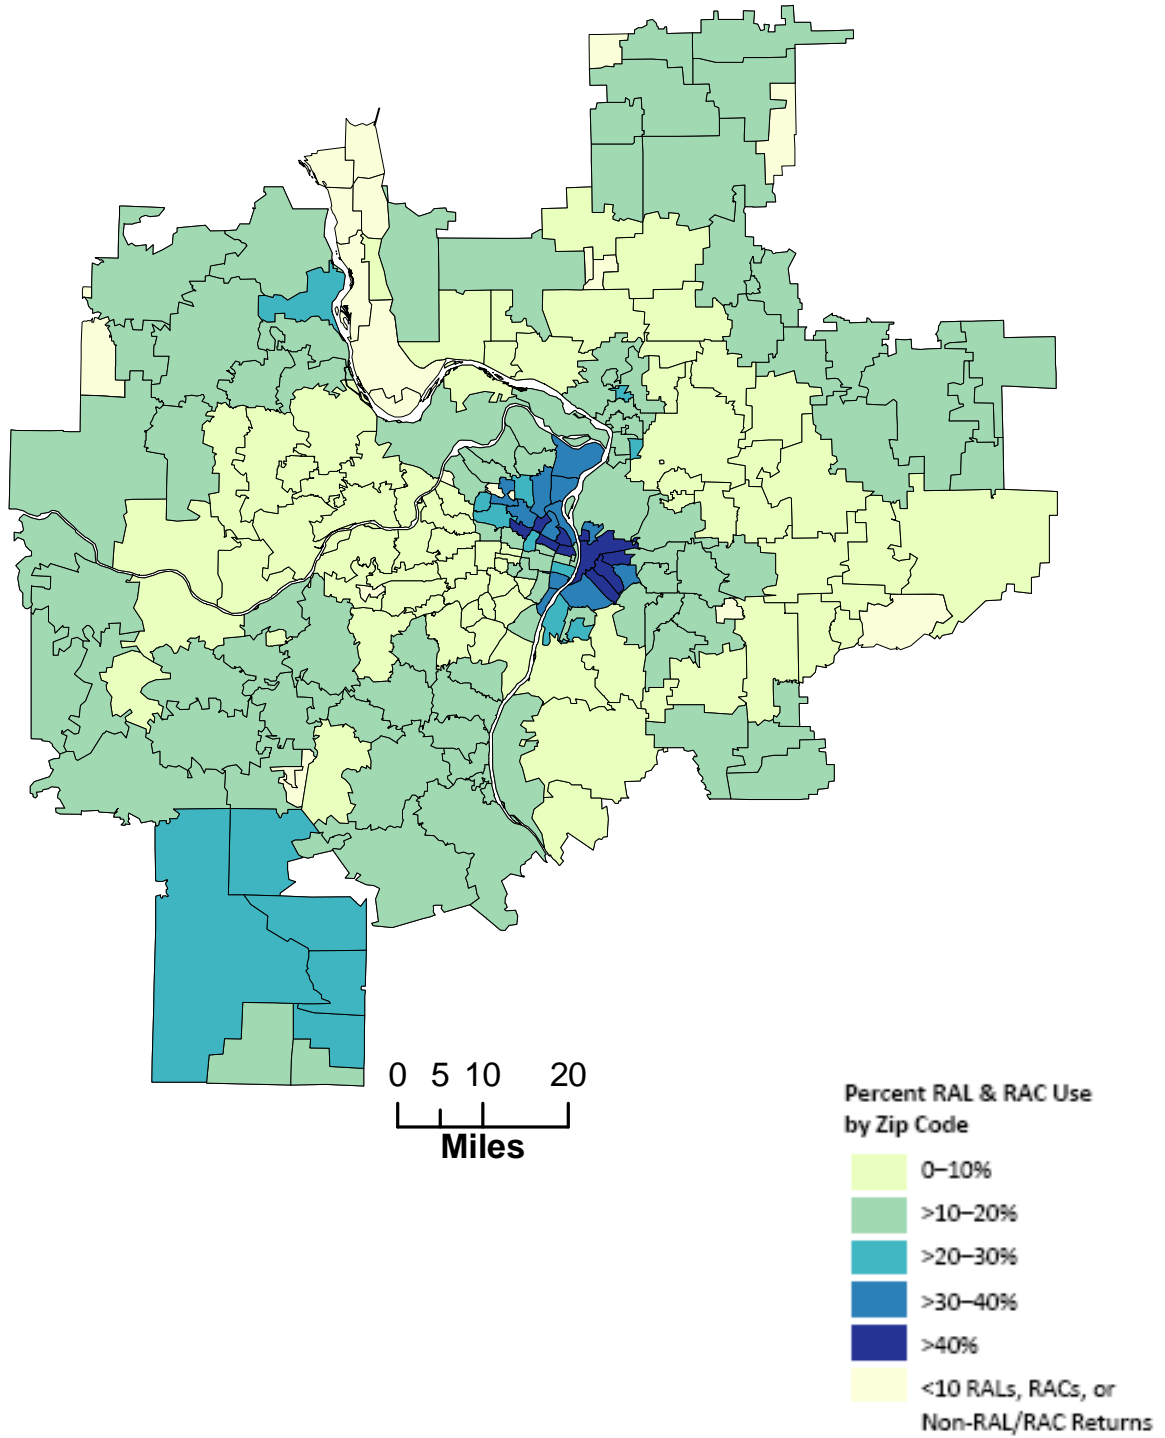 0 5 10 20
Miles
Percent RAL & RAC Use
by Zip Code
0–10%
>10–20%
>20–30%
>30–40%
>40%
<10 RALs, RACs, or
Non-RAL/RAC Returns